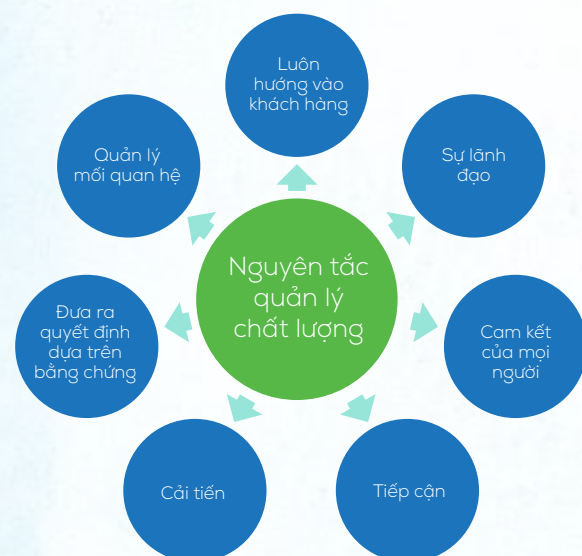 Luôn
hướng vào
khách hàng
Quản lý
mối quan hệ
Sự lãnh
đạo
Nguyên tắc
quản lý
chất lượng
Đưa ra
quyết định
dựa trên
bằng chứng
Cam kết
của mọi
người
Cải tiến
Tiếp cận